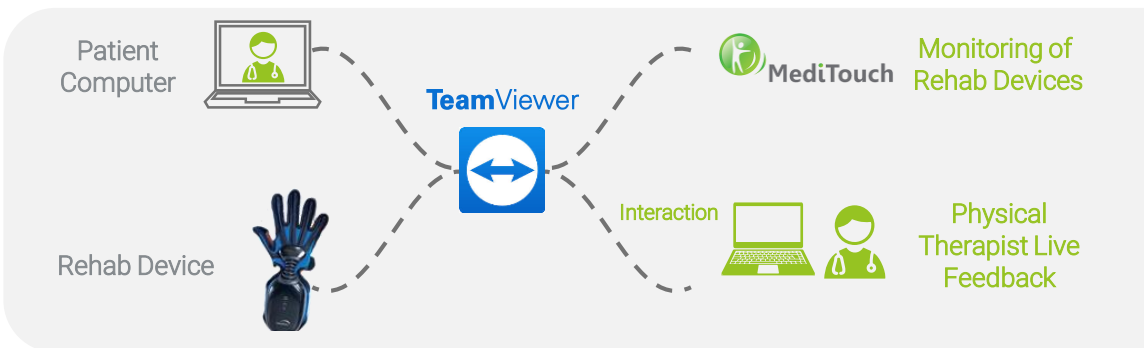 Patient
Computer
TeamViewer
MediTouch
Monitoring of
Rehab Devices
Rehab Device
Interaction
Physical
Therapist Live
Feedback